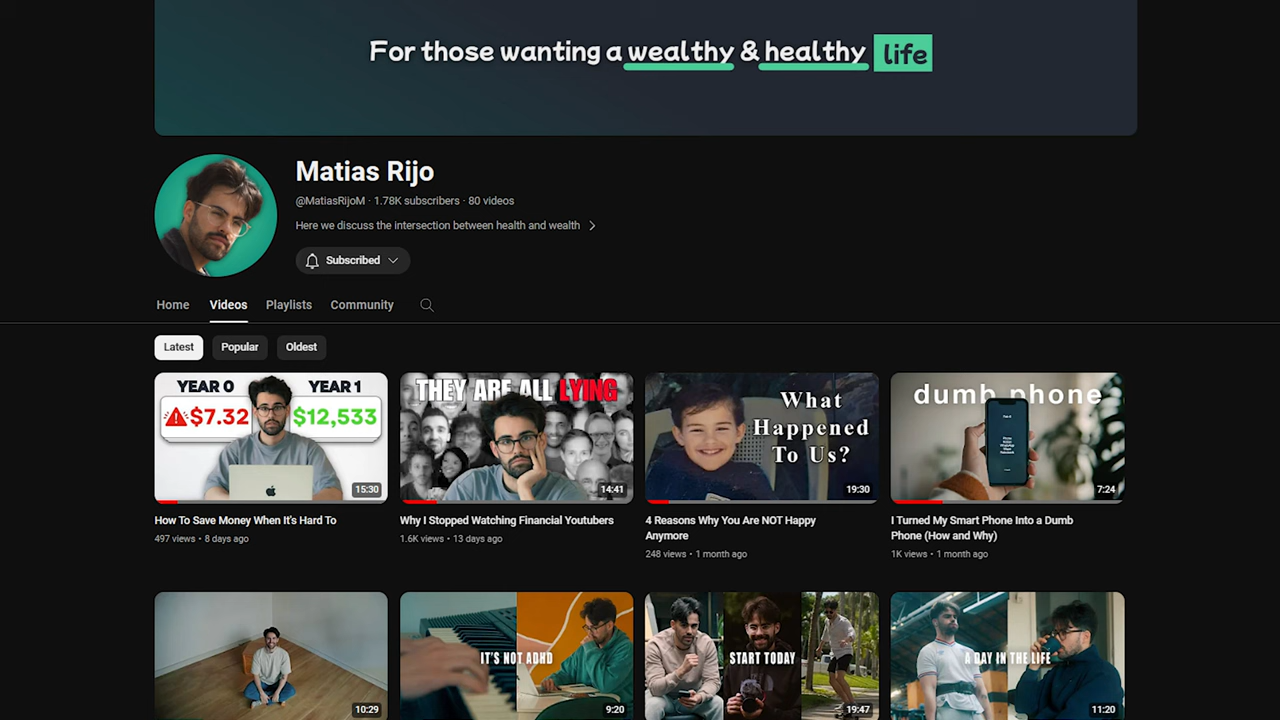 For those wanting a wealthy & healthy life
Matias Rijo
@MatiasRijoM · 1.78K subscribers · 80 videos
Here we discuss the intersection between health and wealth
Subscribed
Home Videos Playlists Community
Latest Popular Oldest
YEAR 0 YEAR 1
$7.32 $12,533
15:30
THEY ARE ALL LYING
14:41
What
Happened
To Us?
19:30
dumb phone
7:24
How To Save Money When It's Hard To
497 views • 8 days ago
Why I Stopped Watching Financial Youtubers
1.6K views • 13 days ago
4 Reasons Why You Are NOT Happy
Anymore
248 views • 1 month ago
I Turned My Smart Phone Into a Dumb
Phone (How and Why)
1K views • 1 month ago
10:29
IT'S NOT ADHD
9:20
START TODAY
19:47
A DAY IN THE LIFE
11:20